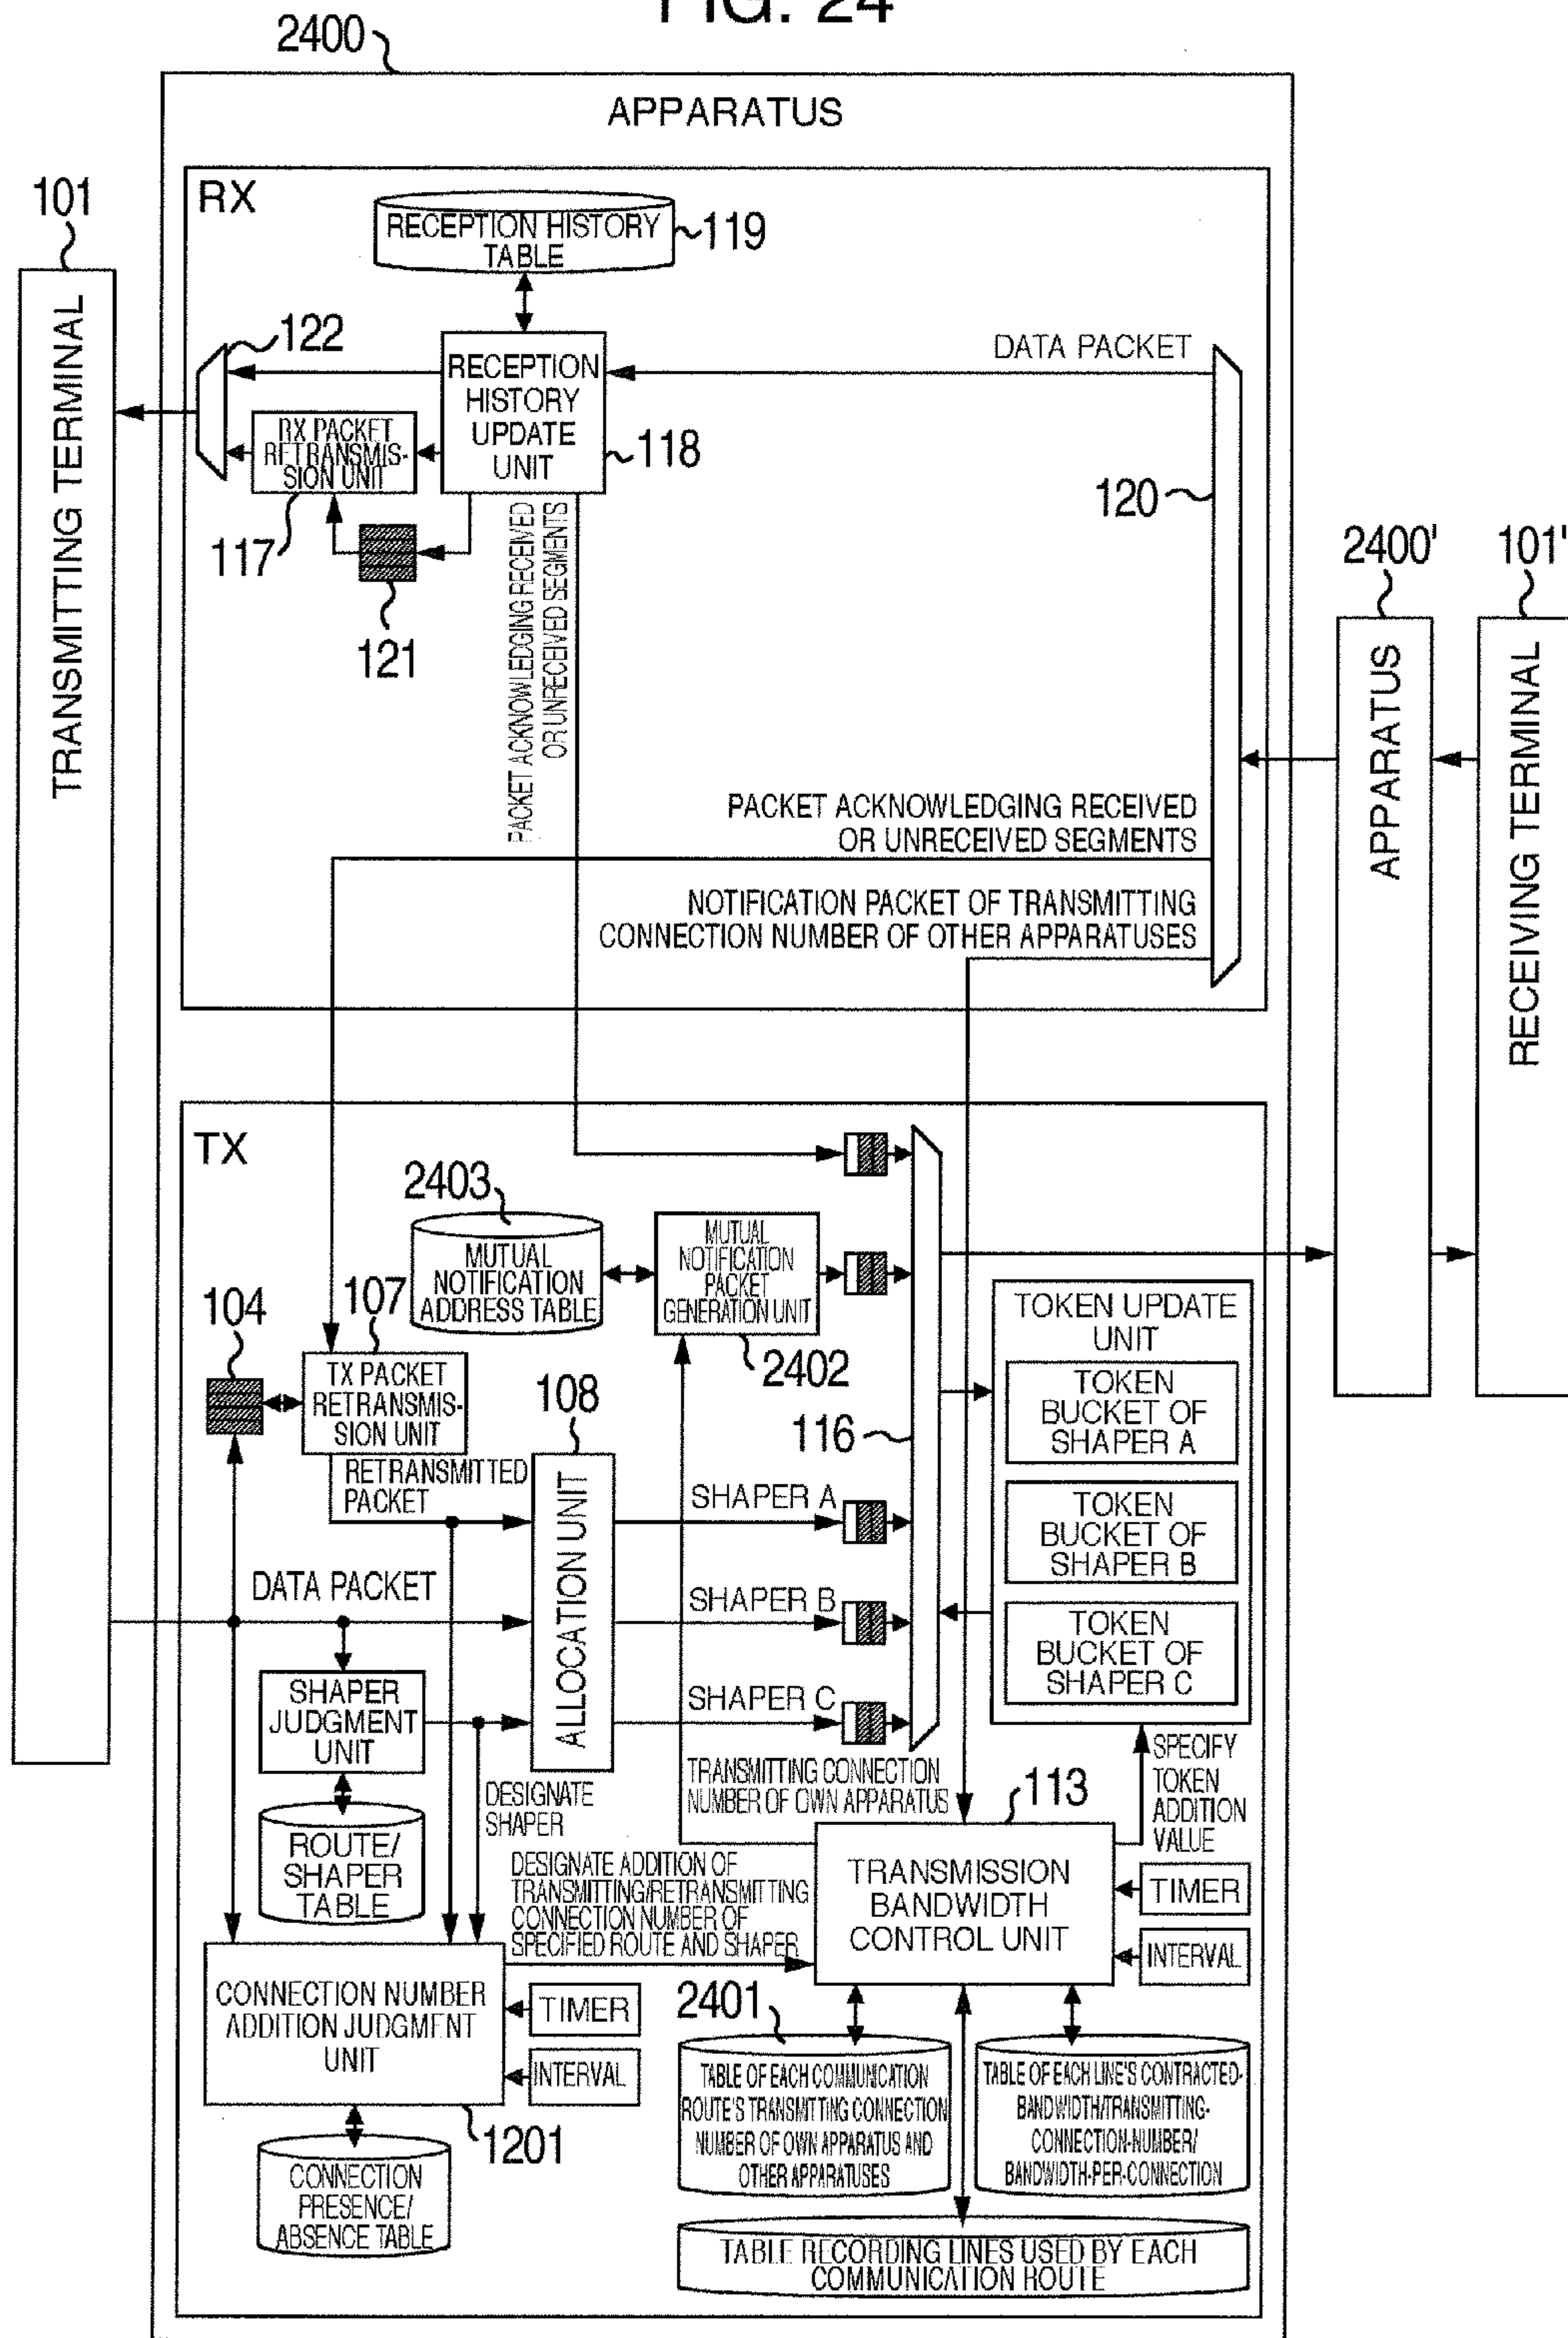 FIG. 24
2400
APPARATUS
101
TRANSMITTING TERMINAL
RX
RECEPTION HISTORY
TABLE
119
122
RECEPTION
HISTORY
UPDATE
UNIT
118
DATA PACKET
RX PACKET
RETRANSMIS-
SION UNIT
117
121
PACKET ACKNOWLEDGING RECEIVED
OR UNRECEIVED SEGMENTS
120
2400'
APPARATUS
101'
RECEIVING TERMINAL
PACKET ACKNOWLEDGING RECEIVED
OR UNRECEIVED SEGMENTS
NOTIFICATION PACKET OF TRANSMITTING
CONNECTION NUMBER OF OTHER APPARATUSES
TX
2403
MUTUAL
NOTIFICATION
ADDRESS TABLE
MUTUAL
NOTIFICATION
PACKET
GENERATION UNIT
2402
104
107
TX PACKET
RETRANSMIS-
SION UNIT
RETRANSMITTED
PACKET
108
ALLOCATION UNIT
116
TOKEN UPDATE
UNIT
TOKEN
BUCKET OF
SHAPER A
TOKEN
BUCKET OF
SHAPER B
TOKEN
BUCKET OF
SHAPER C
SHAPER A
SHAPER B
SHAPER C
DATA PACKET
SHAPER
JUDGMENT
UNIT
ROUTE/
SHAPER
TABLE
DESIGNATE
SHAPER
TRANSMITTING CONNECTION
NUMBER OF OWN APPARATUS
113
SPECIFY
TOKEN
ADDITION
VALUE
DESIGNATE ADDITION OF
TRANSMITTING/RETRANSMITTING
CONNECTION NUMBER OF
SPECIFIED ROUTE AND SHAPER
TRANSMISSION
BANDWIDTH
CONTROL UNIT
TIMER
INTERVAL
CONNECTION NUMBER
ADDITION JUDGMENT
UNIT
TIMER
INTERVAL
1201
CONNECTION
PRESENCE/
ABSENCE TABLE
2401
TABLE OF EACH COMMUNICATION
ROUTE'S TRANSMITTING CONNECTION
NUMBER OF OWN APPARATUS AND
OTHER APPARATUSES
TABLE OF EACH LINE'S CONTRACTED-
BANDWIDTH/TRANSMITTING-
CONNECTION-NUMBER/
BANDWIDTH-PER-CONNECTION
TABLE RECORDING LINES USED BY EACH
COMMUNICATION ROUTE